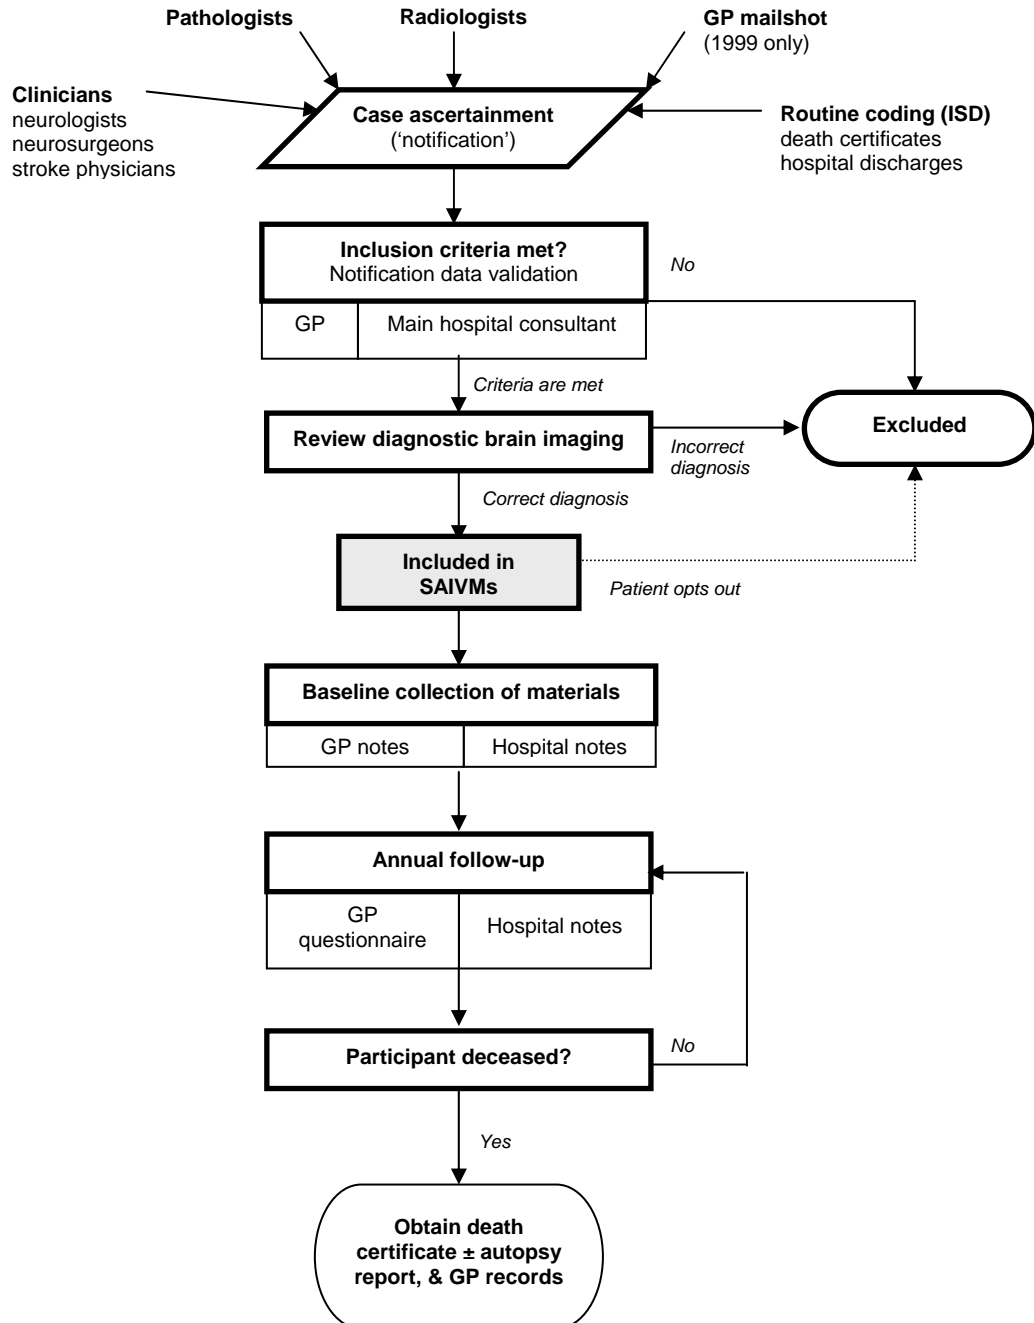 Pathologists
Radiologists
GP mailshot
(1999 only)
Clinicians
neurologists
neurosurgeons
stroke physicians
Case ascertainment
('notification')
Routine coding (ISD)
death certificates
hospital discharges
Inclusion criteria met?
Notification data validation
No
GP
Main hospital consultant
Criteria are met
Review diagnostic brain imaging
Incorrect
diagnosis
Excluded
Correct diagnosis
Included in
SAIVMs
Patient opts out
Baseline collection of materials
GP notes
Hospital notes
Annual follow-up
GP
questionnaire
Hospital notes
Participant deceased?
No
Yes
Obtain death
certificate ± autopsy
report, & GP records